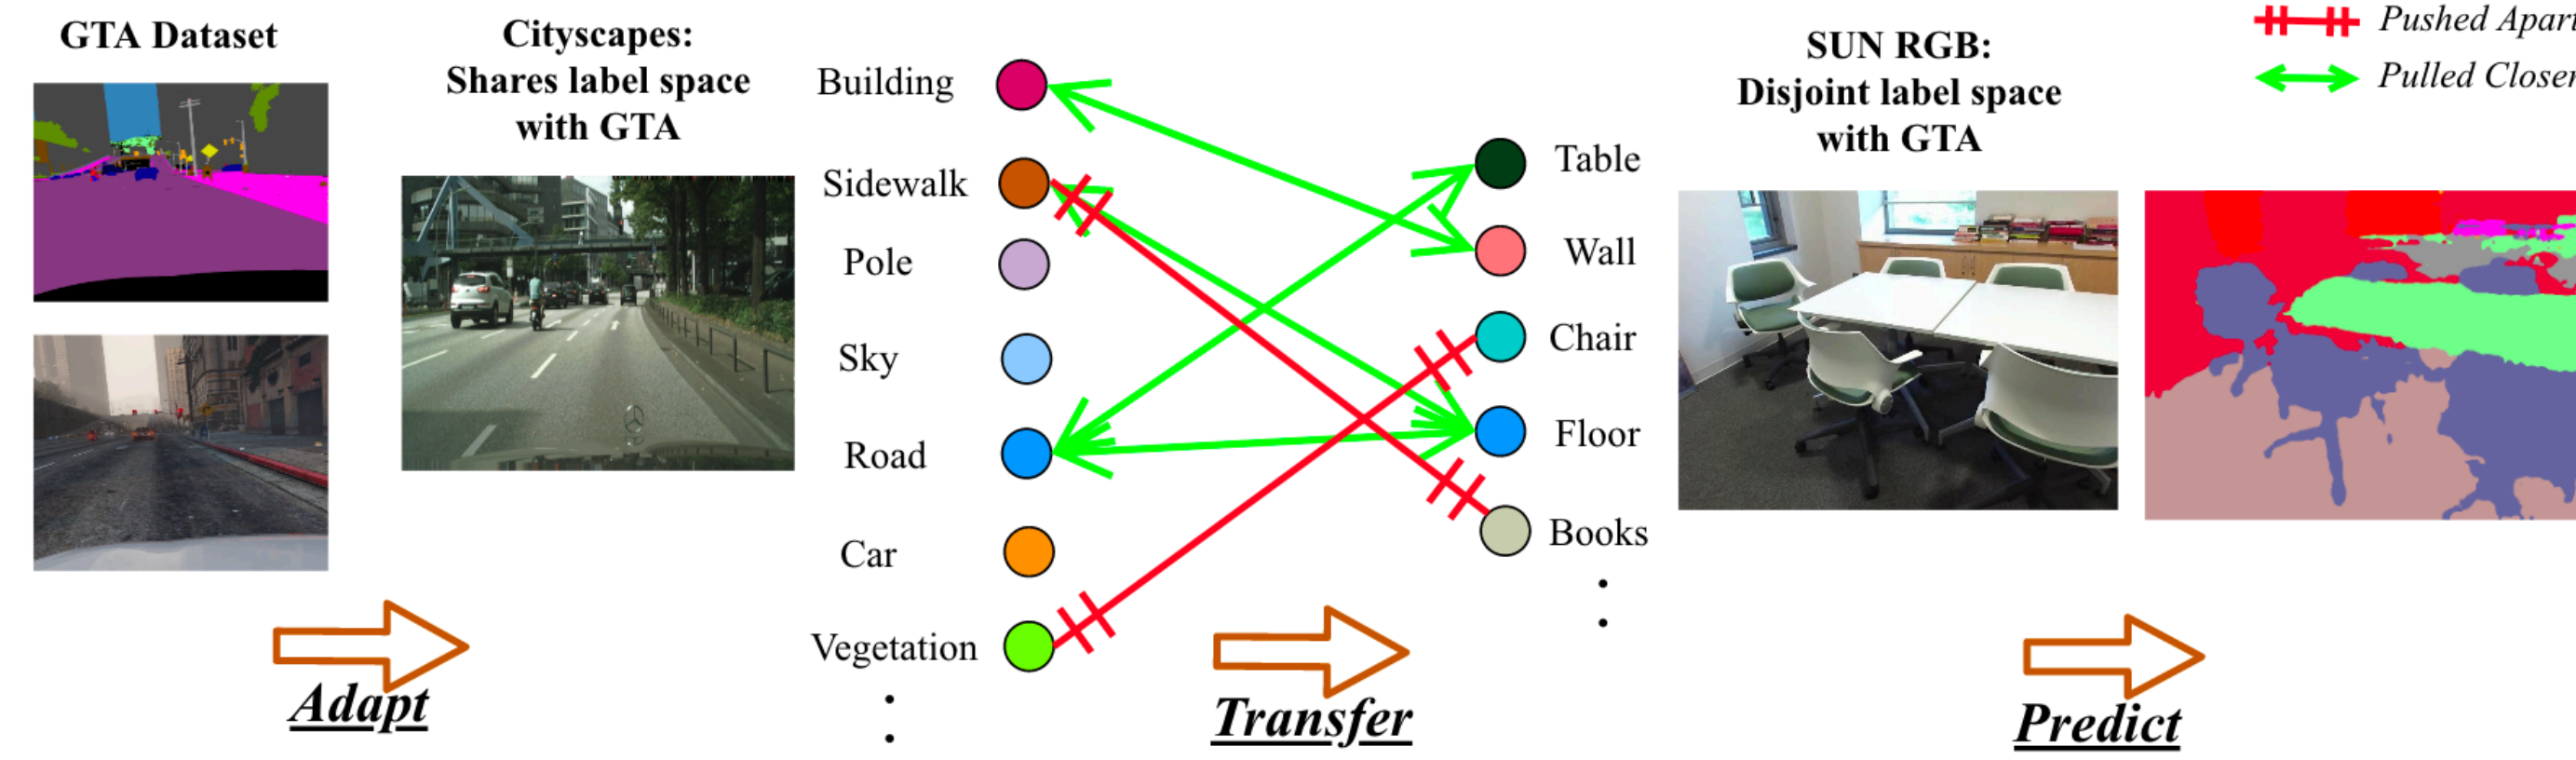 GTA Dataset
Cityscapes:
Shares label space
with GTA
Building
Sidewalk
Pole
Sky
Road
Car
Vegetation
Table
Wall
Chair
Floor
Books
SUN RGB:
Disjoint label space
with GTA
Pushed Apart
Pulled Closer
Adapt
Transfer
Predict